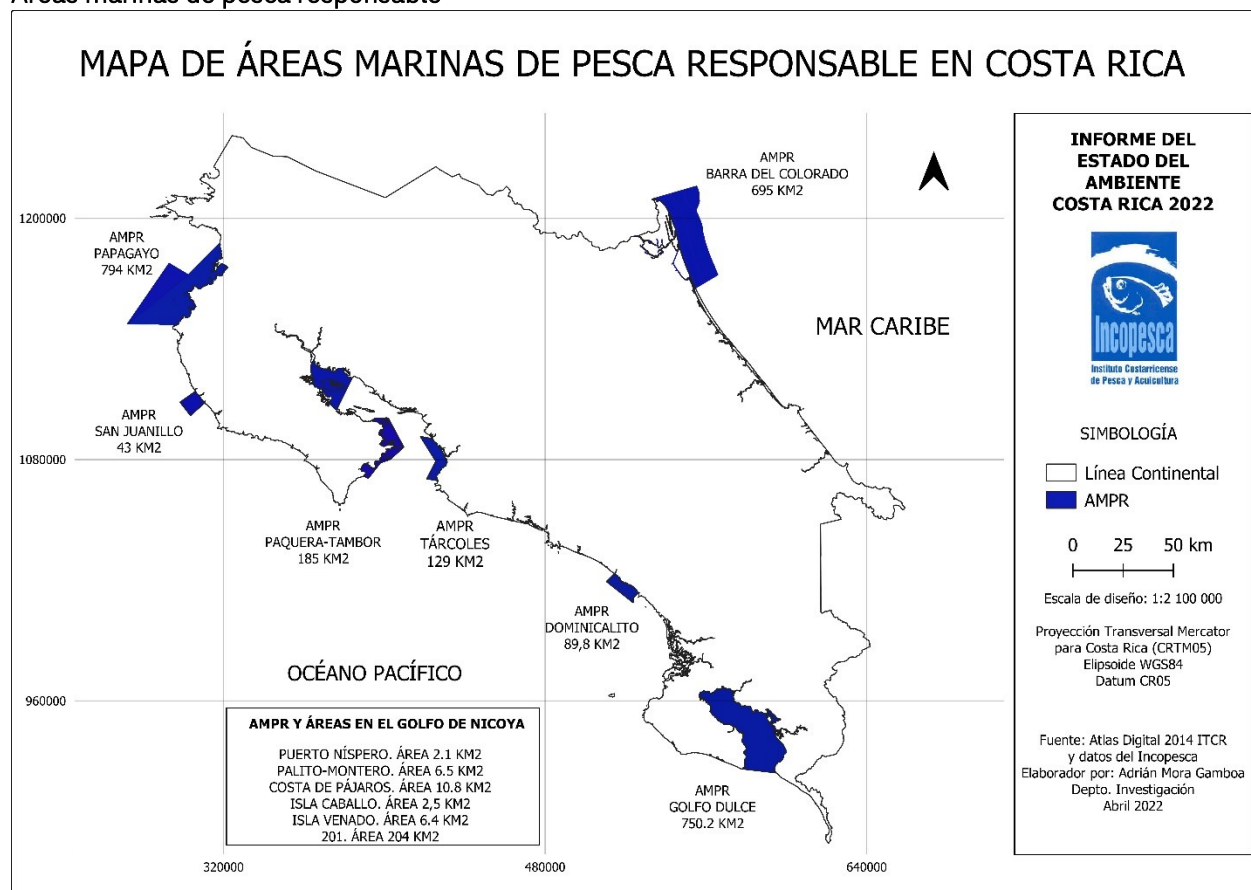 Áreas marinas de pesca responsable
MAPA DE ÁREAS MARINAS DE PESCA RESPONSABLE EN COSTA RICA
AMPR
BARRA DEL COLORADO
695 KM2
1200000
AMPR
PAPAGAYO
794 KM2
MAR CARIBE
AMPR
SAN JUANILLO
43 KM2
1080000
AMPR
PAQUERA-TAMBOR
185 KM2
AMPR
TÁRCOLES
129 KM2
AMPR
DOMINICALITO
89,8 KM2
OCÉANO PACÍFICO
960000
AMPR Y ÁREAS EN EL GOLFO DE NICOYA
PUERTO NÍSPERO. ÁREA 2.1 KM2
PALITO-MONTERO. ÁREA 6.5 KM2
COSTA DE PÁJAROS. ÁREA 10.8 KM2
ISLA CABALLO. ÁREA 2,5 KM2
ISLA VENADO. ÁREA 6.4 KM2
201. ÁREA 204 KM2
AMPR
GOLFO DULCE
750.2 KM2
320000
480000
640000
INFORME DEL
ESTADO DEL
AMBIENTE
COSTA RICA 2022
Incopesca
Instituto Costarricense
de Pesca y Acuicultura
SIMBOLOGÍA
Línea Continental
AMPR
0 25 50 km
Escala de diseño: 1:2 100 000
Proyección Transversal Mercator
para Costa Rica (CRTM05)
Elipsoide WGS84
Datum CR05
Fuente: Atlas Digital 2014 ITCR
y datos del Incopesca
Elaborador por: Adrián Mora Gamboa
Depto. Investigación
Abril 2022